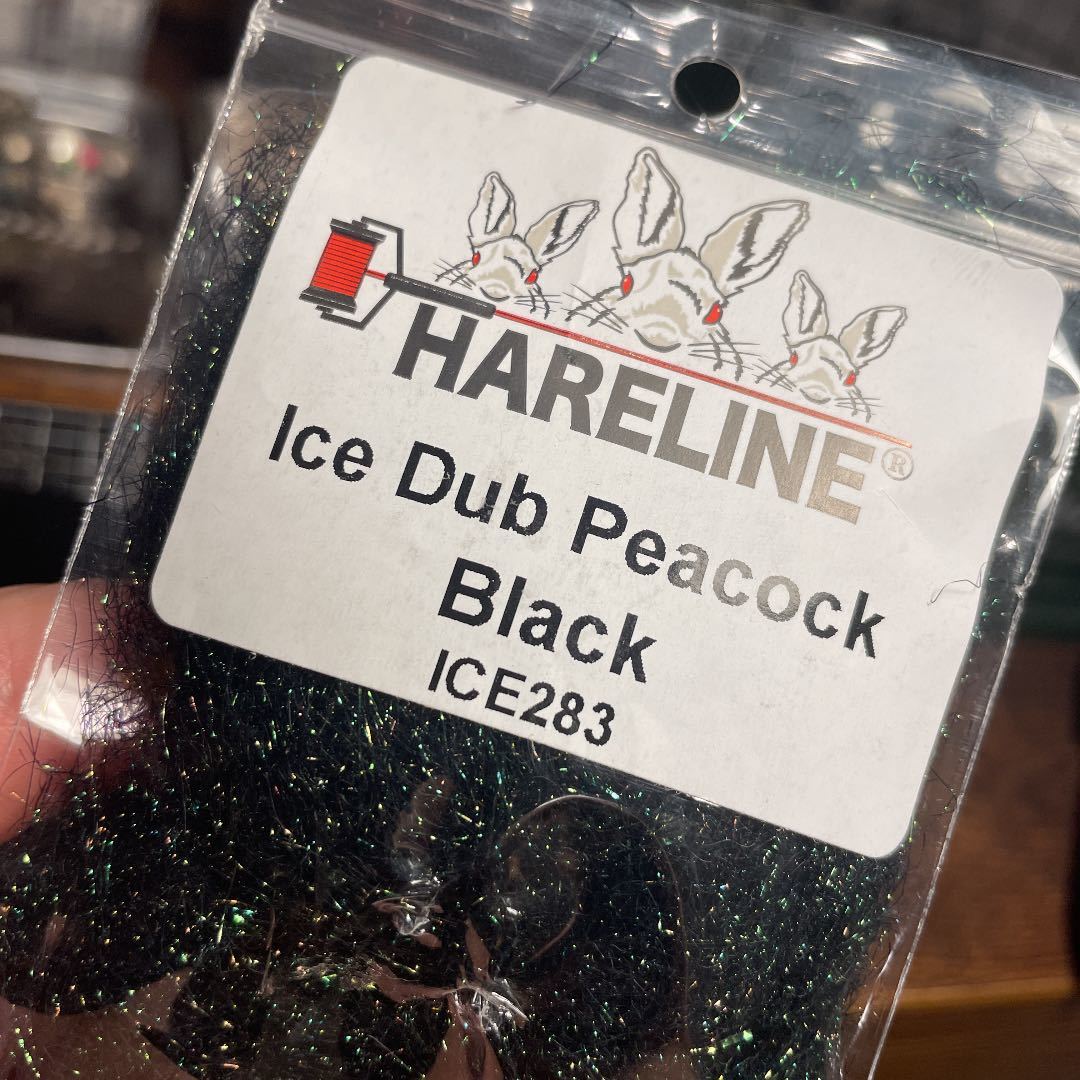 HARELINE®
Ice Dub Peacock
Black
ICE283